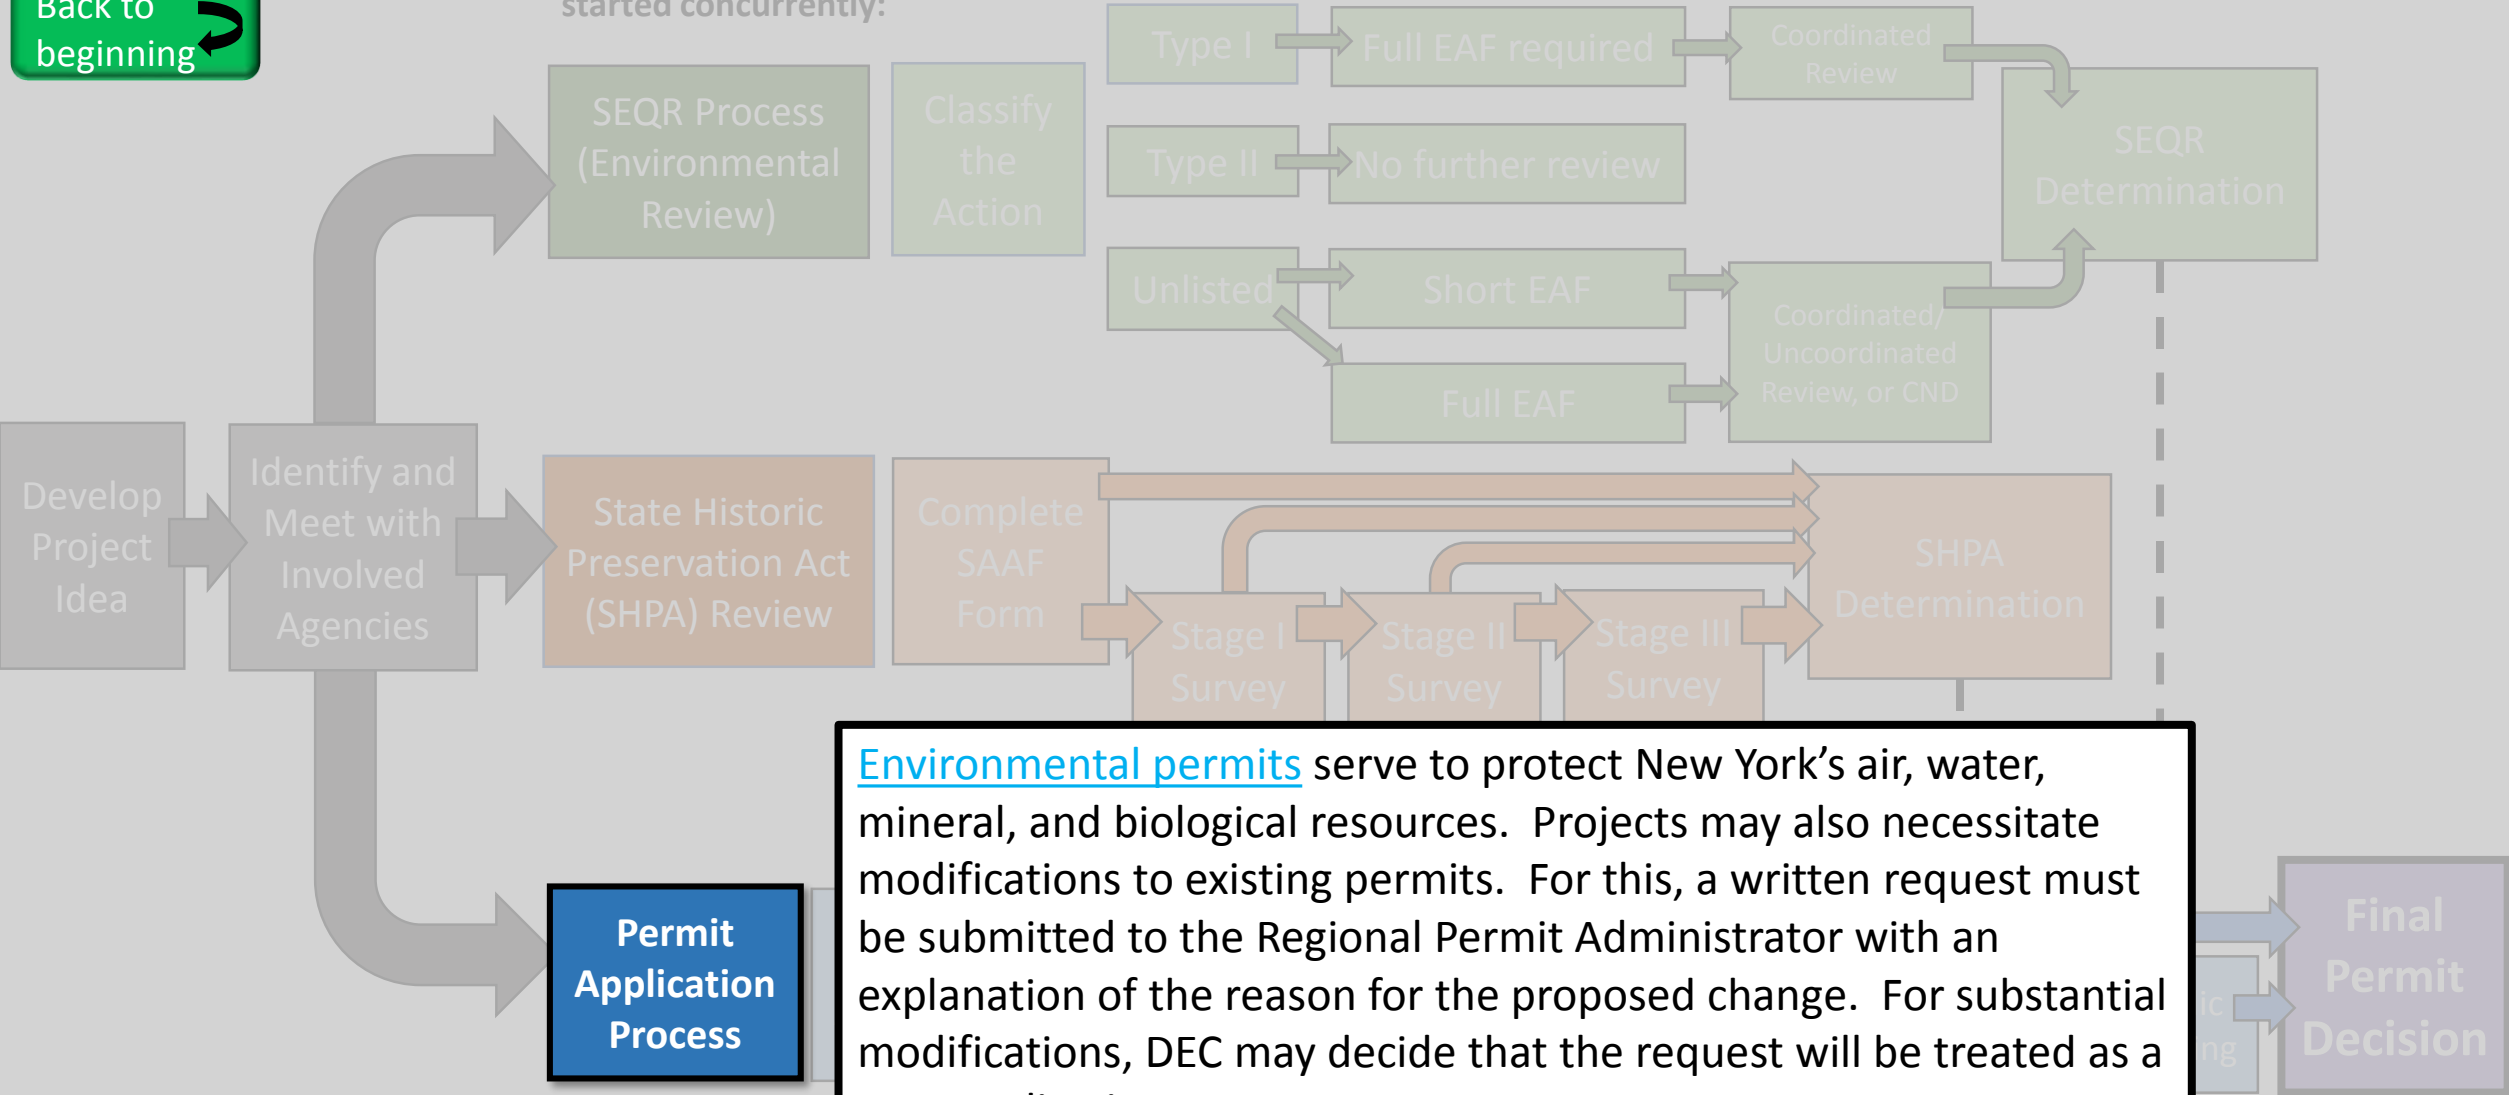 Back to
beginning
started concurrently:
SEQR Process
(Environmental
Review)
Classify
the
Action
Type I
Full EAF required
Coordinated
Review
Type II
No further review
SEQR
Determination
Unlisted
Short EAF
Full EAF
Coordinated/
Uncoordinated
Review, or CND
Develop
Project
Idea
Identify and
Meet with
Involved
Agencies
State Historic
Preservation Act
(SHPA) Review
Complete
SAAF
Form
Stage I
Survey
Stage II
Survey
Stage III
Survey
SHPA
Determination
Permit
Application
Process
Environmental permits serve to protect New York’s air, water,
mineral, and biological resources.  Projects may also necessitate
modifications to existing permits.  For this, a written request must
be submitted to the Regional Permit Administrator with an
explanation of the reason for the proposed change.  For substantial
modifications, DEC may decide that the request will be treated as a
ic
ng
Final
Permit
Decision